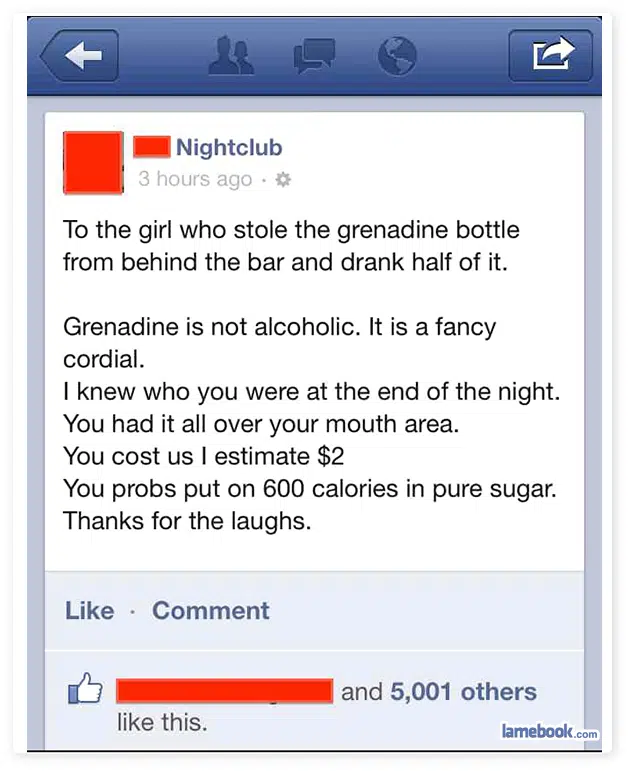 Nightclub
3 hours ago ·
To the girl who stole the grenadine bottle
from behind the bar and drank half of it.
Grenadine is not alcoholic. It is a fancy
cordial.
I knew who you were at the end of the night.
You had it all over your mouth area.
You cost us I estimate $2
You probs put on 600 calories in pure sugar.
Thanks for the laughs.
Like · Comment
and 5,001 others
like this.
lamebook.com